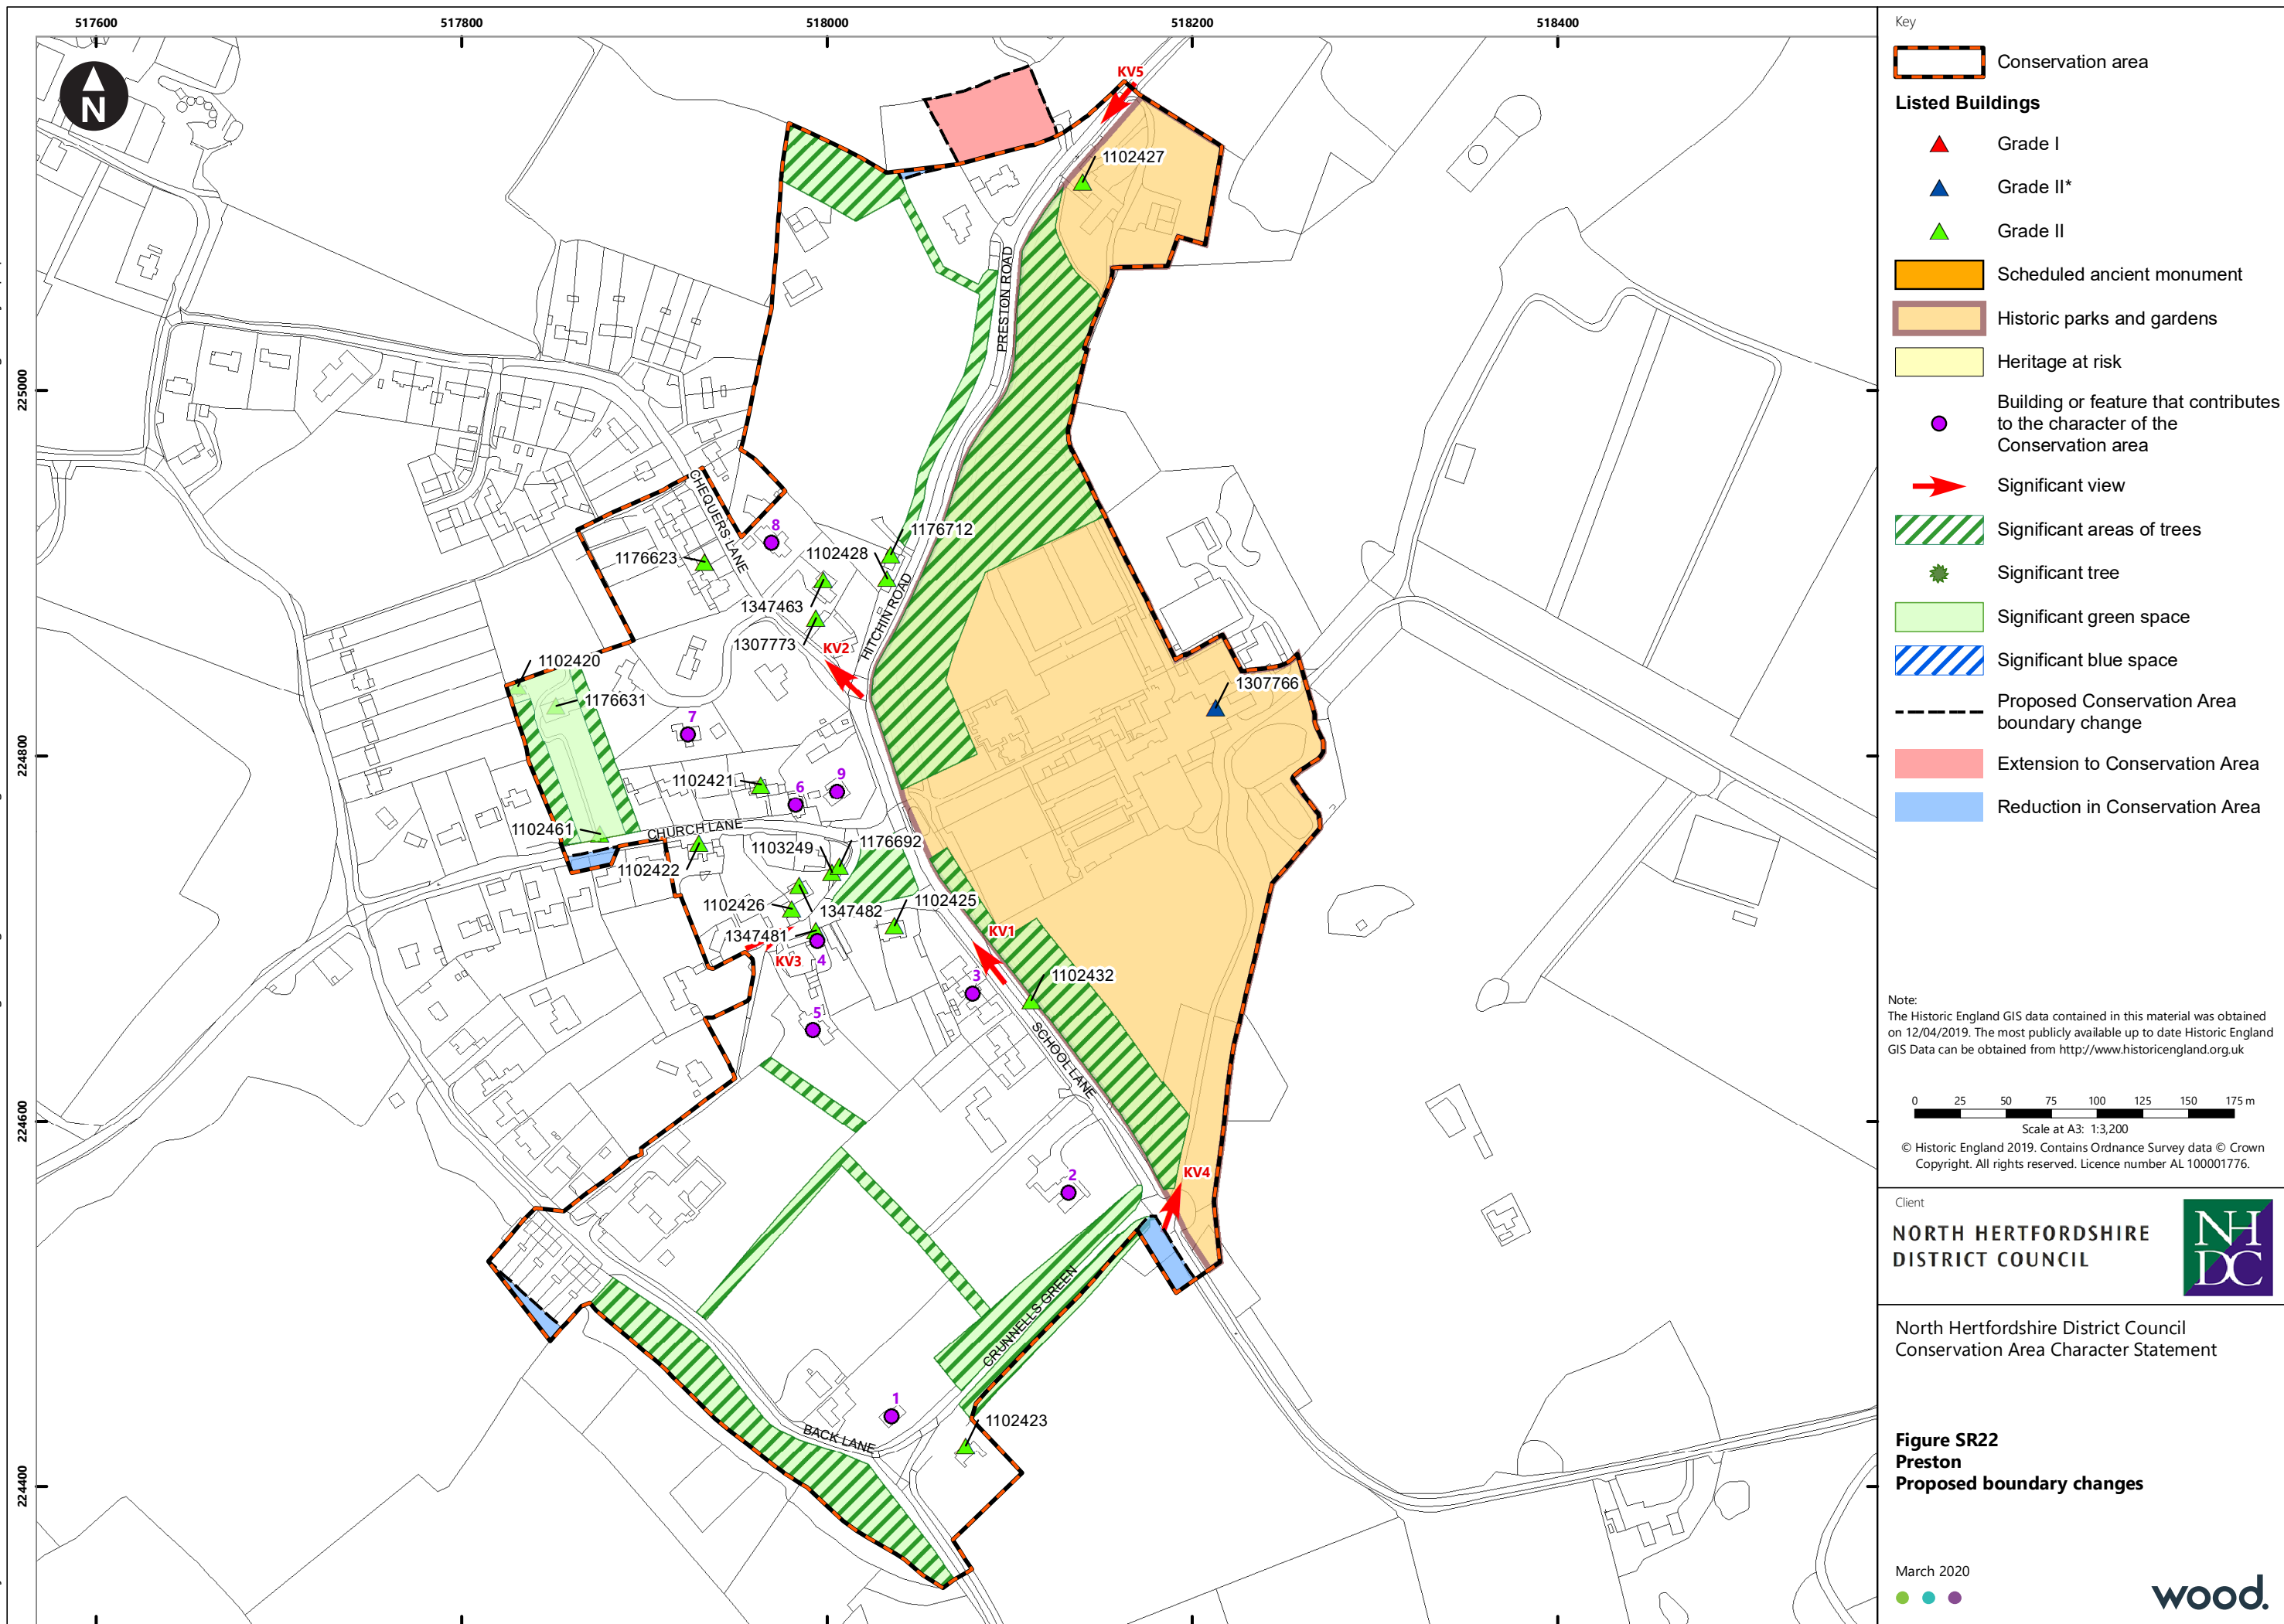 517600
517800
518000
518200
518400
225000
224800
224600
224400
N
KV5
1102427
PRESTON ROAD
CHEQUERS LANE
8
1176712
1102428
1176623
1347463
HITCHIN ROAD
1307773
KV2
1102420
1307766
1176631
7
1102421
6
9
1102461
CHURCH LANE
1103249
1176692
1102422
1102426
1347482
1102425
1347481
KV1
KV3
4
3
1102432
5
SCHOOL LANE
2
KV4
CRUNNELLS GREEN
1
1102423
BACK LANE
Key
Conservation area
Listed Buildings
Grade I
Grade II*
Grade II
Scheduled ancient monument
Historic parks and gardens
Heritage at risk
Building or feature that contributes
to the character of the
Conservation area
Significant view
Significant areas of trees
Significant tree
Significant green space
Significant blue space
Proposed Conservation Area
boundary change
Extension to Conservation Area
Reduction in Conservation Area
Note:
The Historic England GIS data contained in this material was obtained
on 12/04/2019. The most publicly available up to date Historic England
GIS Data can be obtained from http://www.historicengland.org.uk
0 25 50 75 100 125 150 175 m
Scale at A3: 1:3,200
© Historic England 2019. Contains Ordnance Survey data © Crown
Copyright. All rights reserved. Licence number AL 100001776.
Client
NORTH HERTFORDSHIRE
DISTRICT COUNCIL
NH
DC
North Hertfordshire District Council
Conservation Area Character Statement
Figure SR22
Preston
Proposed boundary changes
March 2020
wood.